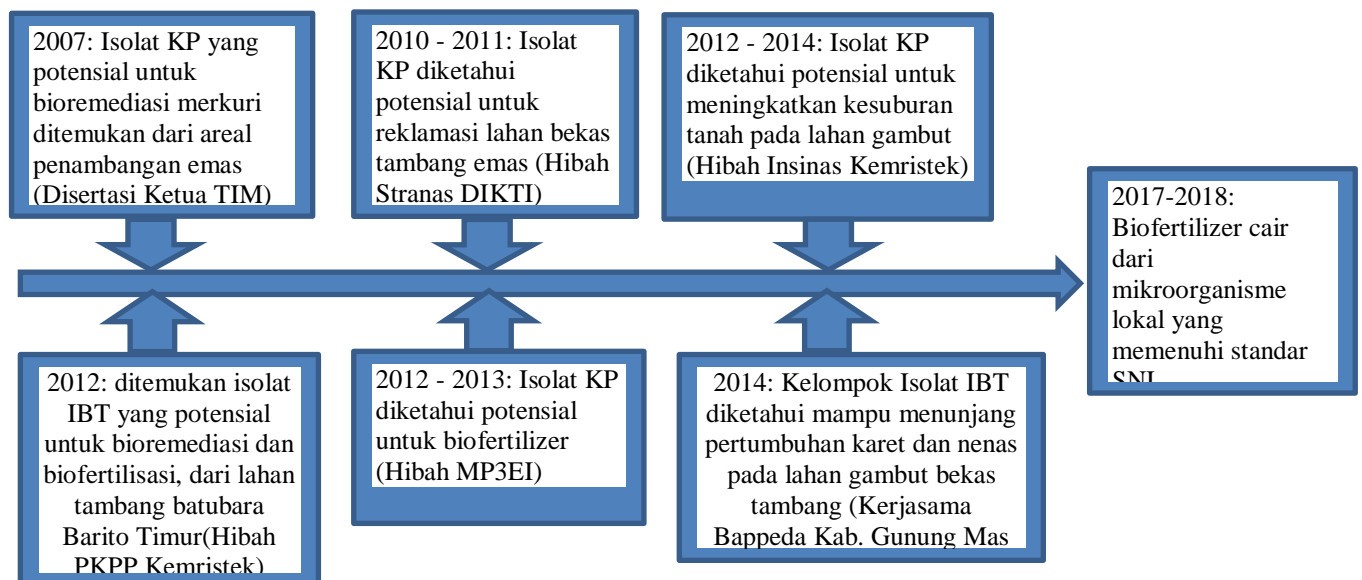 2007: Isolat KP yang
potensial untuk
bioremediasi merkuri
ditemukan dari areal
penambangan emas
(Disertasi Ketua TIM)
2010 - 2011: Isolat
KP diketahui
potensial untuk
reklamasi lahan bekas
tambang emas (Hibah
Stranas DIKTI)
2012 - 2014: Isolat KP
diketahui potensial untuk
meningkatkan kesuburan
tanah pada lahan gambut
(Hibah Insinas Kemristek)
2017-2018:
Biofertilizer cair
dari
mikroorganisme
lokal yang
memenuhi standar
SNI
2012: ditemukan isolat
IBT yang potensial
untuk bioremediasi dan
biofertilisasi, dari lahan
tambang batubara
Barito Timur(Hibah
PKPP Kemristek)
2012 - 2013: Isolat KP
diketahui potensial
untuk biofertilizer
(Hibah MP3EI)
2014: Kelompok Isolat IBT
diketahui mampu menunjang
pertumbuhan karet dan nenas
pada lahan gambut bekas
tambang (Kerjasama
Bappeda Kab. Gunung Mas